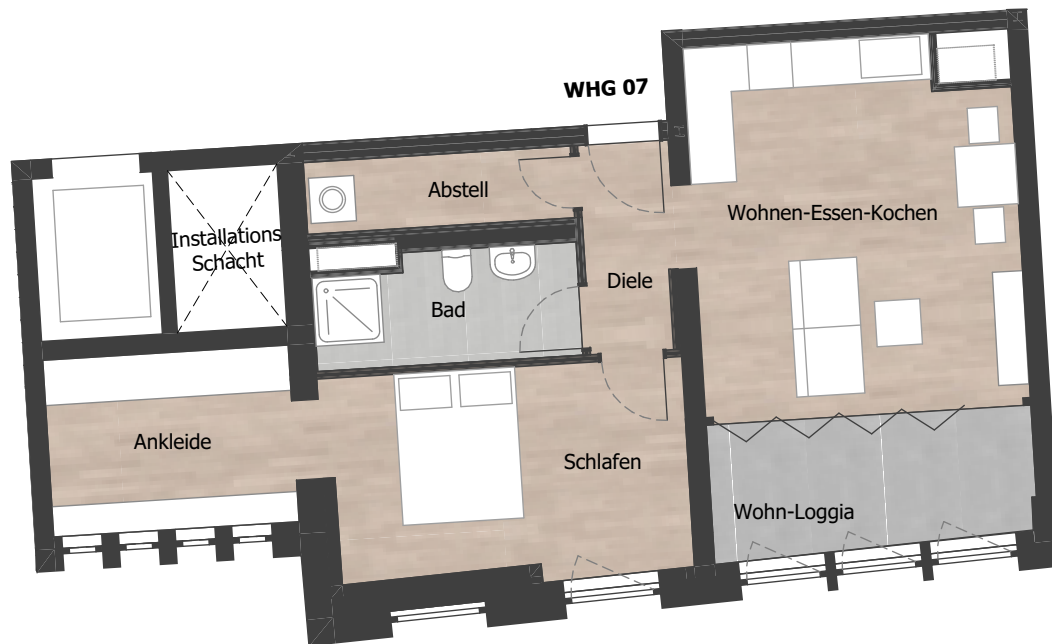 WHG 07
Abstell
Wohnen-Essen-Kochen
Installations
Schacht
Diele
Bad
Ankleide
Schlafen
Wohn-Loggia